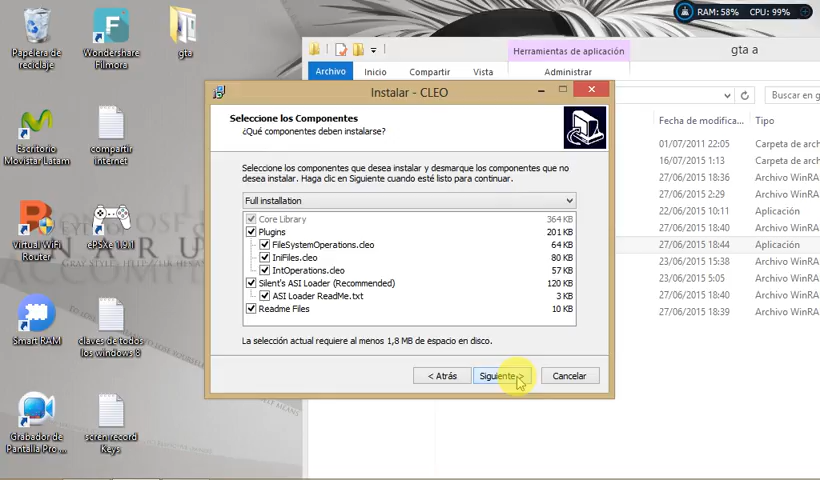 RAM: 58% CPU: 99%
Papelera de
reciclaje
Wondershare
Filmora
gta
Herramientas de aplicación
gta a
Archivo
Inicio
Compartir
Vista
Administrar
Instalar - CLEO
Buscar en g
Fecha de modifica...
Tipo
Seleccione los Componentes
¿Qué componentes deben instalarse?
Seleccione los componentes que desea instalar y desmarque los componentes que no
desea instalar. Haga clic en Siguiente cuando esté listo para continuar.
Full installation
Core Library 364 KB
Plugins 201 KB
FileSystemOperations.cleo 64 KB
IniFiles.cleo 80 KB
IntOperations.cleo 57 KB
Silent's ASI Loader (Recommended) 120 KB
ASI Loader ReadMe.txt 3 KB
Readme Files 10 KB
La selección actual requiere al menos 1,8 MB de espacio en disco.
< Atrás
Siguiente >
Cancelar
01/07/2011 22:05 Carpeta de arch
16/07/2015 1:13 Carpeta de arch
27/06/2015 18:36 Archivo WinRA
27/06/2015 2:29 Archivo WinRA
22/06/2015 10:11 Aplicación
27/06/2015 18:40 Archivo WinRA
27/06/2015 18:44 Aplicación
23/06/2015 15:38 Archivo WinRA
23/06/2015 5:05 Archivo WinRA
27/06/2015 18:40 Archivo WinRA
27/06/2015 18:39 Archivo WinRA
Escritorio
Movistar Latam
compartir
internet
Virtual WiFi
Router
ePSXe 1.9.1
Smart RAM
claves de todos
los windows 8
Grabador de
Pantalla Pro ...
scren record
Keys